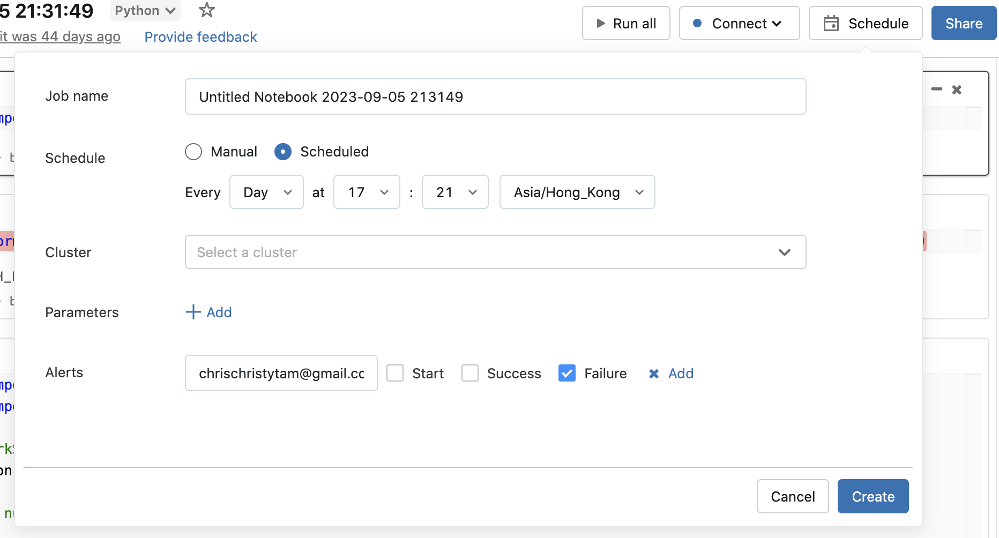 5 21:31:49 Python
it was 44 days ago Provide feedback
Run all Connect Schedule Share
Job name Untitled Notebook 2023-09-05 213149
Schedule Manual Scheduled
Every Day at 17 : 21 Asia/Hong_Kong
Cluster Select a cluster
Parameters + Add
Alerts chrischristytam@gmail.cc Start Success Failure Add
on
Cancel Create